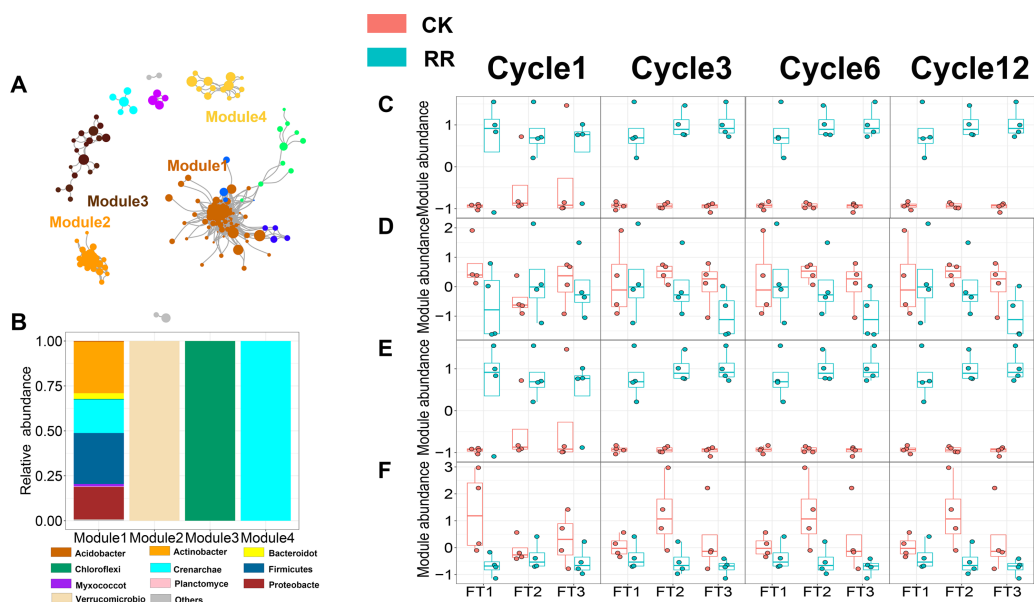 CK
RR
Cycle1 Cycle3 Cycle6 Cycle12
A
Module4
Module1
Module3
Module2
B
Relative abundance
1.00
0.75
0.50
0.25
0.00
Module1 Module2 Module3 Module4
Acidobacter Actinobacter Bacteroidot
Chloroflexi Crenarchae Firmicutes
Myxococcot Planctomyce Proteobacte
Verrucomicrobio Others
C
Module abundance
1
0
−1
D
Module abundance
2
1
0
−1
E
Module abundance
1
0
−1
F
Module abundance
3
2
1
0
−1
FT1 FT2 FT3 FT1 FT2 FT3 FT1 FT2 FT3 FT1 FT2 FT3